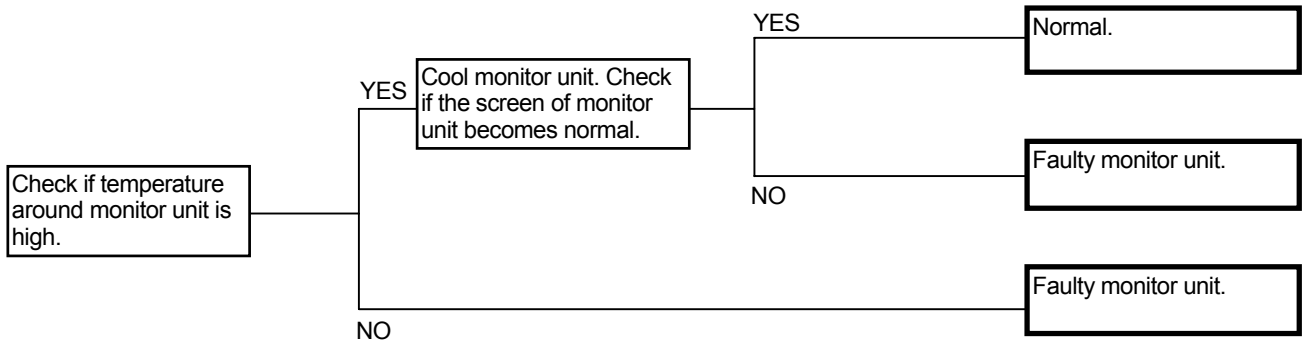 Check if temperature
around monitor unit is
high.
YES
Cool monitor unit. Check
if the screen of monitor
unit becomes normal.
YES
Normal.
NO
Faulty monitor unit.
NO
Faulty monitor unit.